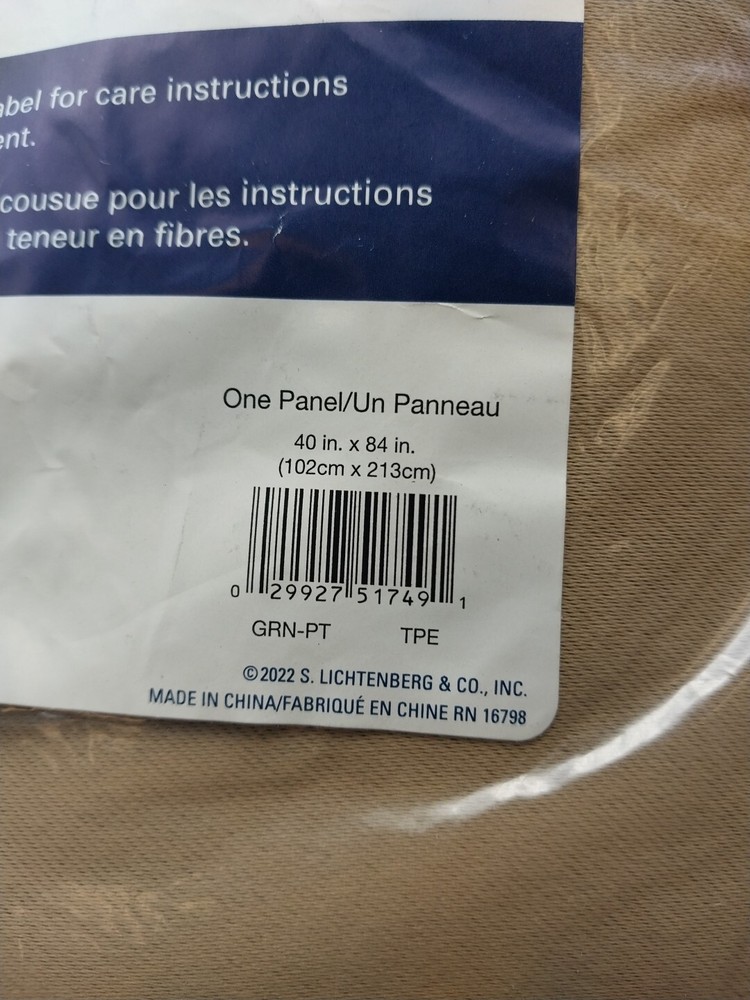 abel for care instructions
ent.
cousue pour les instructions
teneur en fibres.
One Panel/Un Panneau
40 in. x 84 in.
(102cm x 213cm)
0 29927 51749 1
GRN-PT TPE
©2022 S. LICHTENBERG & CO., INC.
MADE IN CHINA/FABRIQUÉ EN CHINE RN 16798